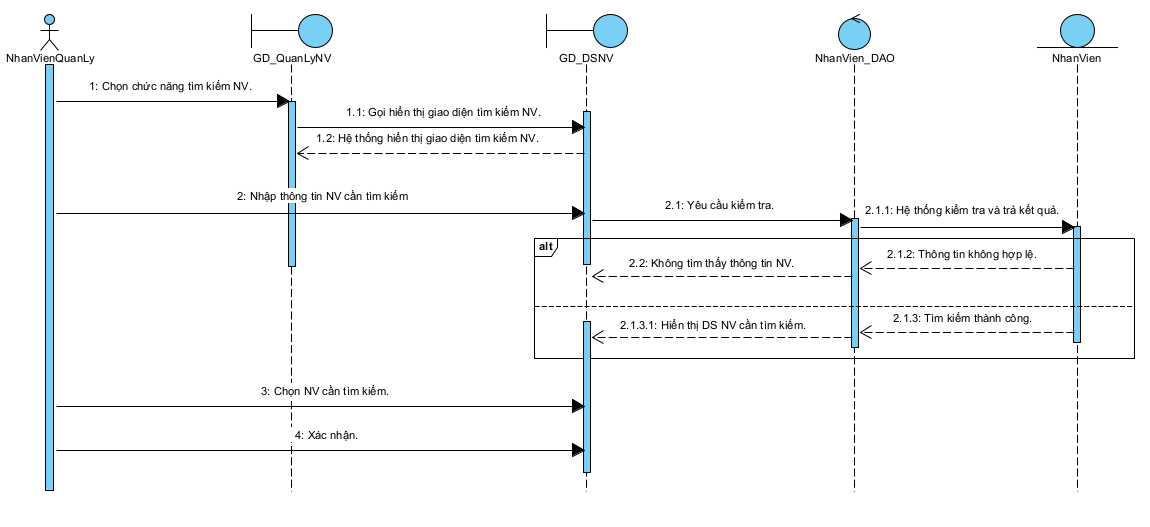 NhanVienQuanLy
GD_QuanLyNV
GD_DSNV
NhanVien_DAO
NhanVien
1: Chọn chức năng tìm kiếm NV.
1.1: Gọi hiển thị giao diện tìm kiếm NV.
1.2: Hệ thống hiển thị giao diện tìm kiếm NV.
2: Nhập thông tin NV cần tìm kiếm
2.1: Yêu cầu kiểm tra.
2.1.1: Hệ thống kiểm tra và trả kết quả.
alt
2.1.2: Thông tin không hợp lệ.
2.2: Không tìm thấy thông tin NV.
2.1.3: Tìm kiếm thành công.
2.1.3.1: Hiển thị DS NV cần tìm kiếm.
3: Chọn NV cần tìm kiếm.
4: Xác nhận.